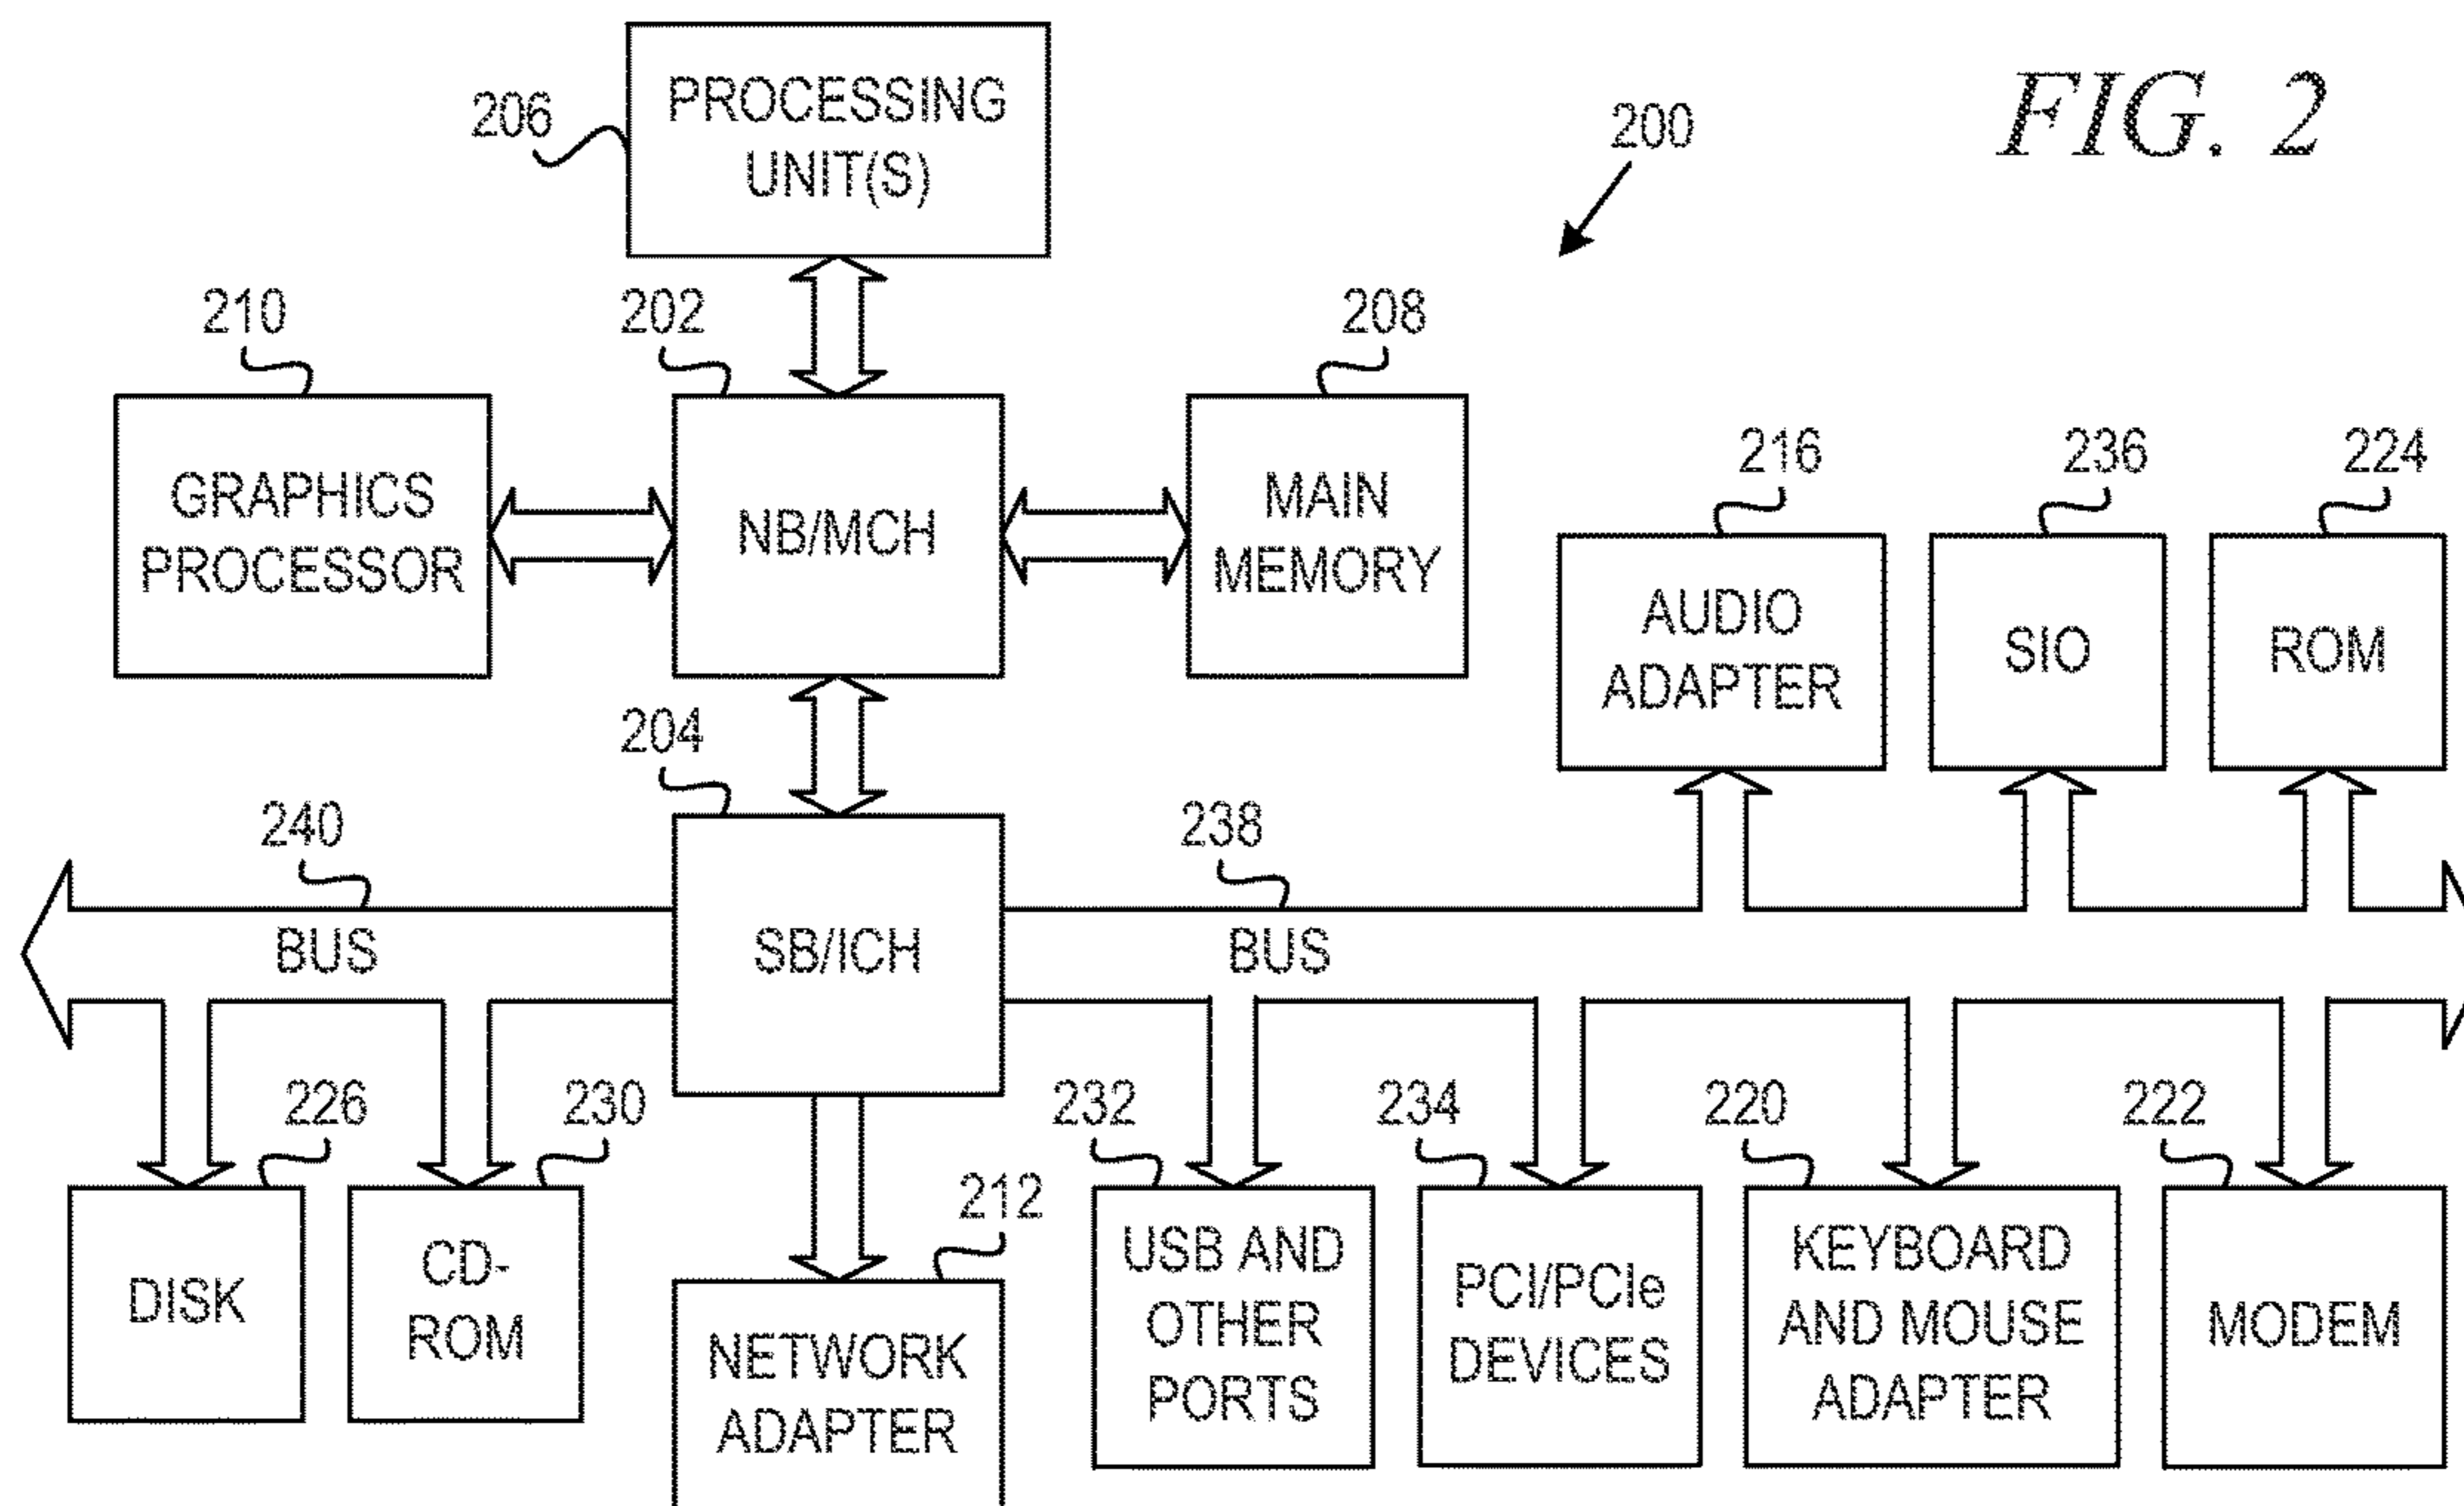 FIG. 2
200
206
PROCESSING
UNIT(S)
210
202
208
GRAPHICS
PROCESSOR
NB/MCH
MAIN
MEMORY
216
236
224
AUDIO
ADAPTER
SIO
ROM
204
240
238
BUS
SB/ICH
BUS
226
230
232
234
220
222
212
DISK
CD-
ROM
NETWORK
ADAPTER
USB AND
OTHER
PORTS
PCI/PCIe
DEVICES
KEYBOARD
AND MOUSE
ADAPTER
MODEM